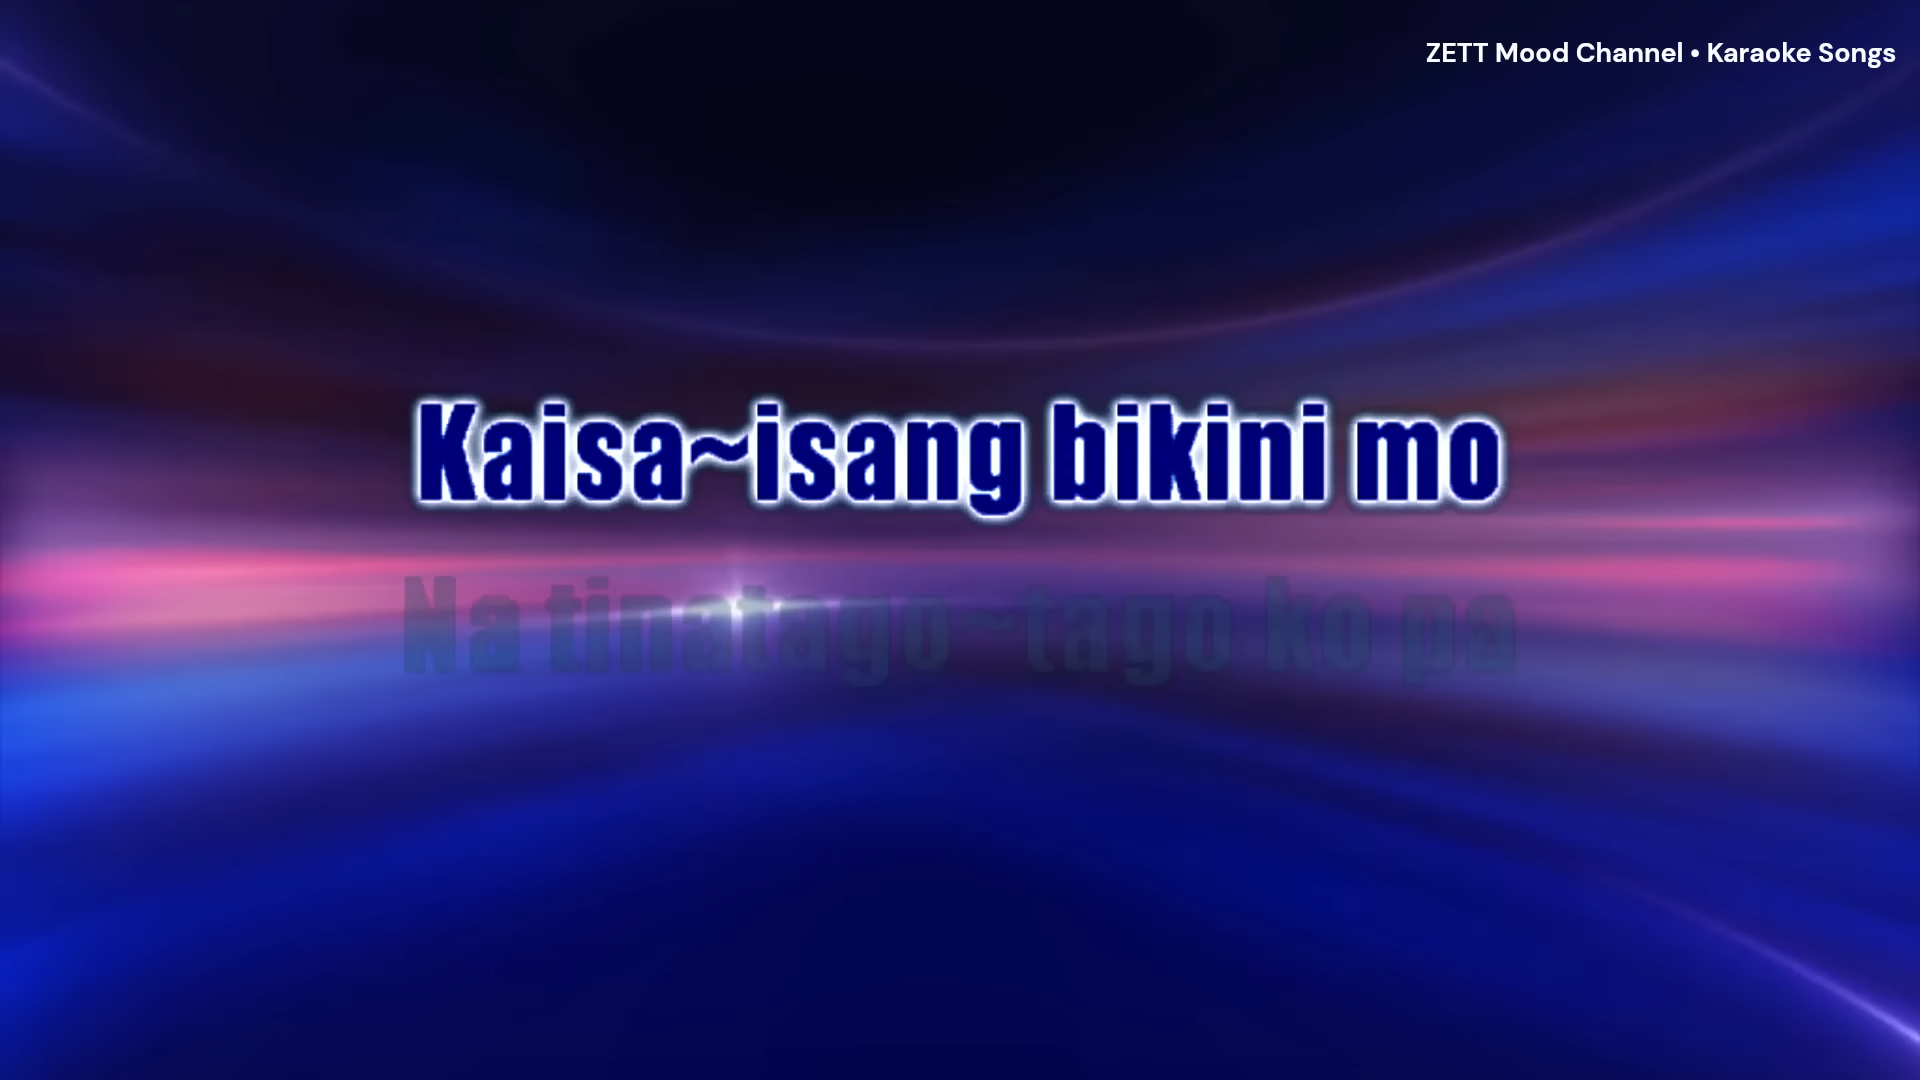 ZETT Mood Channel • Karaoke Songs
Kaisa~isang bikini mo
Na tinatago~tago ko pa